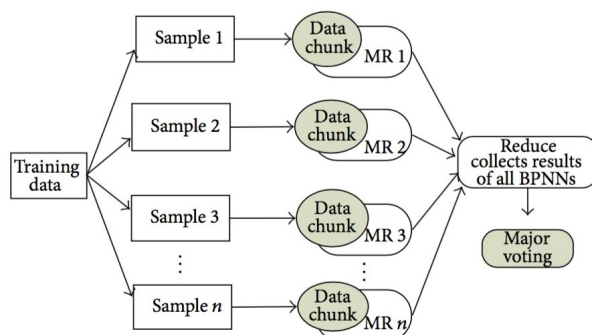 Sample 1
Data
chunk
MR 1
Sample 2
Data
chunk
MR 2
Training
data
Reduce
collects results
of all BPNNs
Sample 3
Data
chunk
MR 3
Major
voting
⋮
⋮
Sample n
Data
chunk
MR n